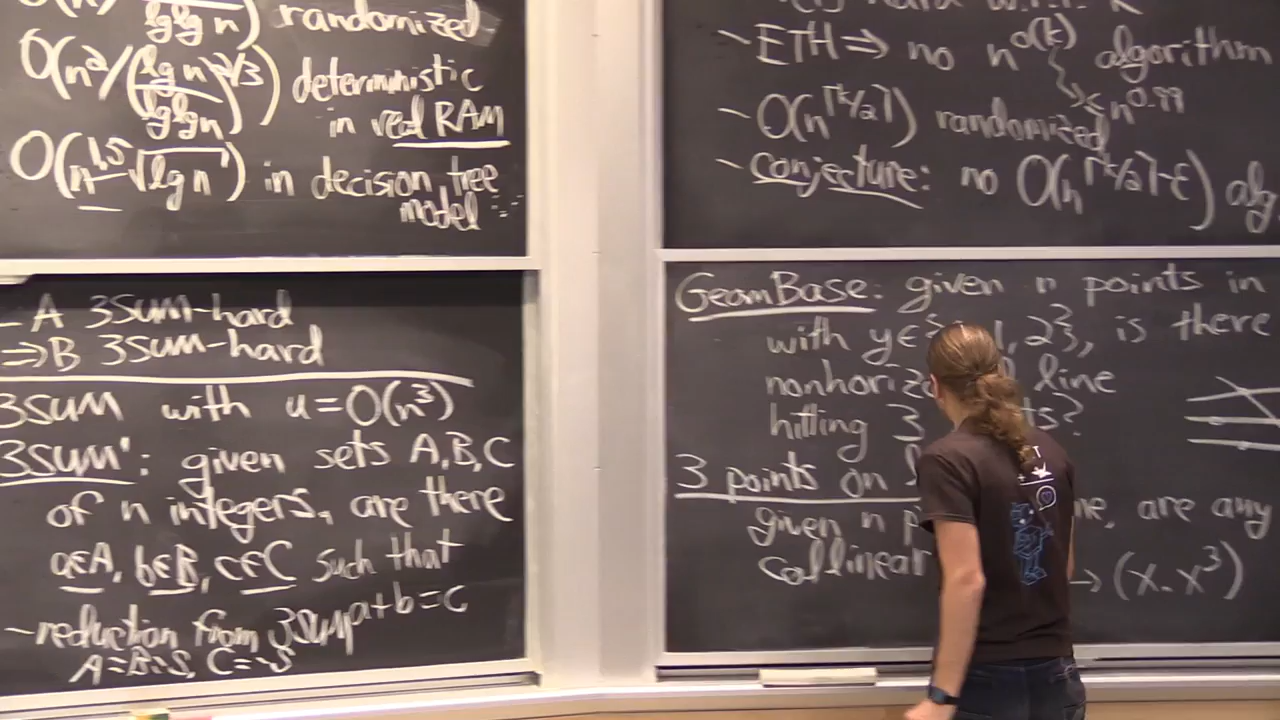 lglg n) randomized
O(n²/(lg n/lglgn)^2/3) deterministic
in real RAM
O(n^1.5 √lg n) in decision tree
model
- A 3SUM-hard
⇒B 3SUM-hard
3SUM with u=O(n³)
3SUM': given sets A,B,C
of n integers, are there
a∈A, b∈B, c∈C such that
a+b=c
- reduction from 3SUM
A=B=S, C=-S
- ETH⇒ no n^o(k) algorithm
- O(n^⌈k/2⌉) randomized
n^0.99
- conjecture: no O(n^⌈k/2⌉-ε) alg
GeomBase: given n points in
with y∈ 1, 2}, is there
line
hitting 3
3 points on
given n are any
collinear → (x, x³)